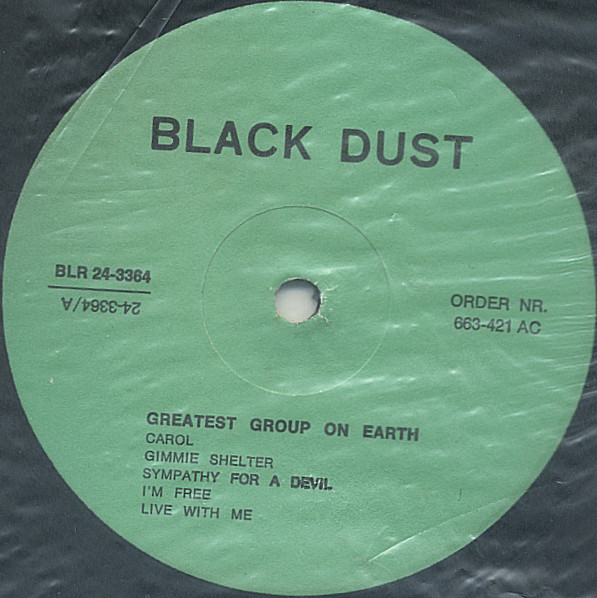 BLACK DUST
BLR 24-3364
24-3364/A
ORDER NR.
663-421 AC
GREATEST GROUP ON EARTH
CAROL
GIMMIE SHELTER
SYMPATHY FOR A DEVIL
I'M FREE
LIVE WITH ME